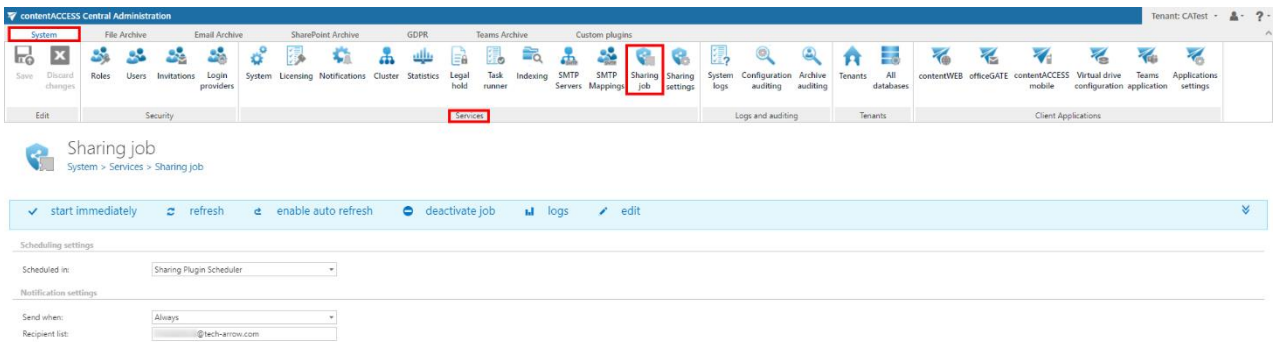 contentACCESS Central Administration
Tenant: CATest
System File Archive Email Archive SharePoint Archive GDPR Teams Archive Custom plugins
Save Discard changes Roles Users Invitations Login providers System Licensing Notifications Cluster Statistics Legal hold Task runner Indexing SMTP Servers SMTP Mappings Sharing job Sharing settings System logs Configuration auditing Archive auditing Tenants All databases contentWEB officeGATE contentACCESS mobile Virtual drive configuration Teams application Applications settings
Edit Security Services Logs and auditing Tenants Client Applications
Sharing job
System > Services > Sharing job
start immediately refresh enable auto refresh deactivate job logs edit
Scheduling settings
Scheduled in: Sharing Plugin Scheduler
Notification settings
Send when: Always
Recipient list: @tech-arrow.com